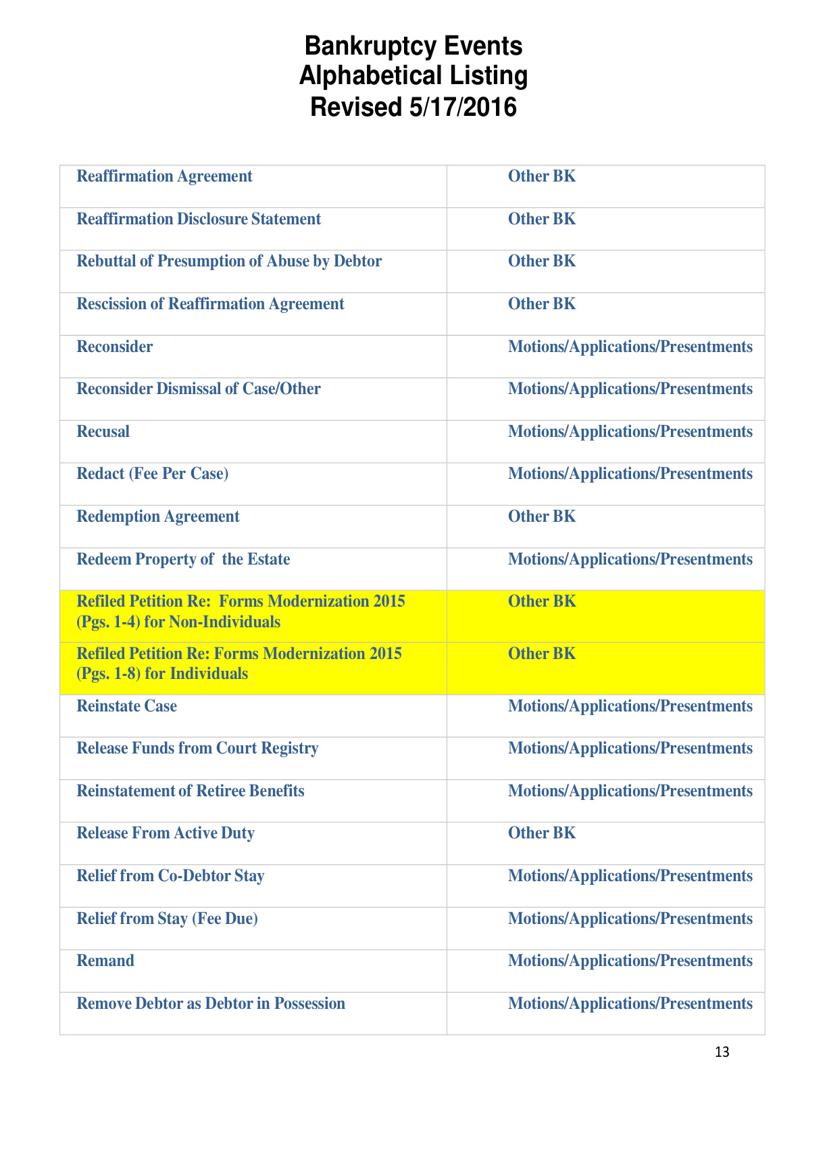 Bankruptcy Events
Alphabetical Listing
Revised 5/17/2016
Reaffirmation Agreement Other BK
Reaffirmation Disclosure Statement Other BK
Rebuttal of Presumption of Abuse by Debtor Other BK
Rescission of Reaffirmation Agreement Other BK
Reconsider Motions/Applications/Presentments
Reconsider Dismissal of Case/Other Motions/Applications/Presentments
Recusal Motions/Applications/Presentments
Redact (Fee Per Case) Motions/Applications/Presentments
Redemption Agreement Other BK
Redeem Property of the Estate Motions/Applications/Presentments
Refiled Petition Re: Forms Modernization 2015 Other BK
(Pgs. 1-4) for Non-Individuals
Refiled Petition Re: Forms Modernization 2015 Other BK
(Pgs. 1-8) for Individuals
Reinstate Case Motions/Applications/Presentments
Release Funds from Court Registry Motions/Applications/Presentments
Reinstatement of Retiree Benefits Motions/Applications/Presentments
Release From Active Duty Other BK
Relief from Co-Debtor Stay Motions/Applications/Presentments
Relief from Stay (Fee Due) Motions/Applications/Presentments
Remand Motions/Applications/Presentments
Remove Debtor as Debtor in Possession Motions/Applications/Presentments
13